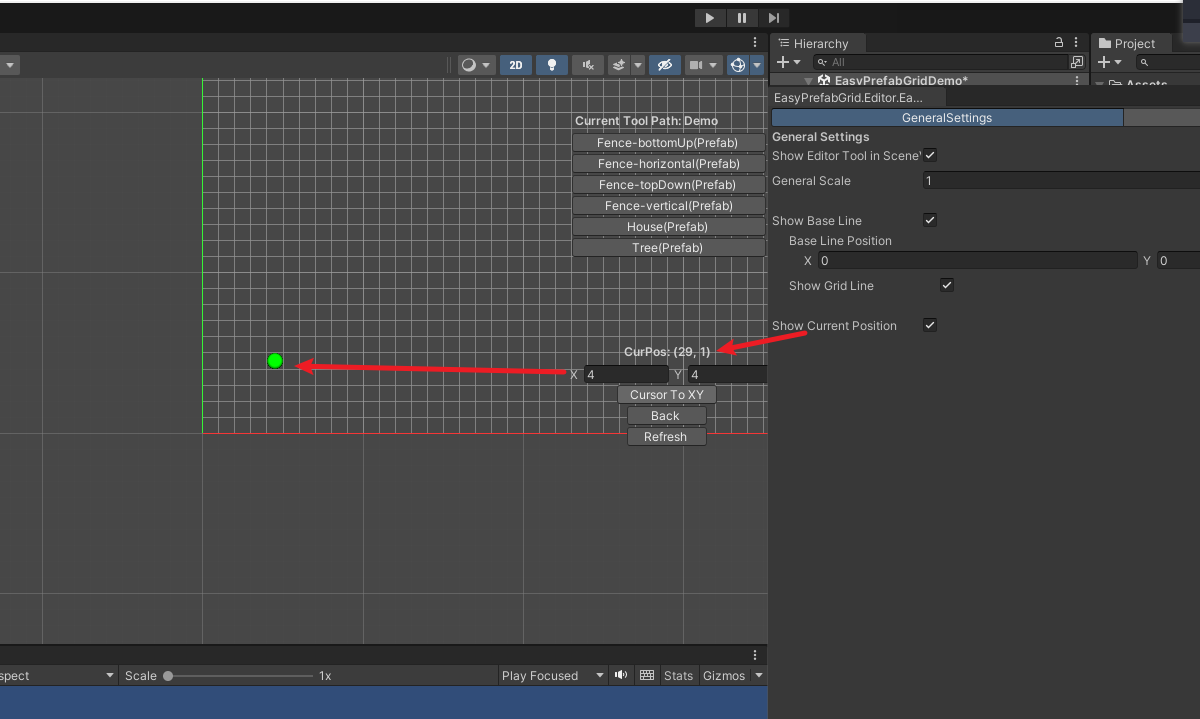 2D
Hierarchy
Project
All
EasyPrefabGridDemo*
Assets
EasyPrefabGrid.Editor.Ea...
GeneralSettings
General Settings
Show Editor Tool in Scene
General Scale
1
Show Base Line
Base Line Position
X 0 Y 0
Show Grid Line
Show Current Position
Current Tool Path: Demo
Fence-bottomUp(Prefab)
Fence-horizontal(Prefab)
Fence-topDown(Prefab)
Fence-vertical(Prefab)
House(Prefab)
Tree(Prefab)
CurPos: (29, 1)
X 4 Y 4
Cursor To XY
Back
Refresh
spect Scale 1x Play Focused Stats Gizmos